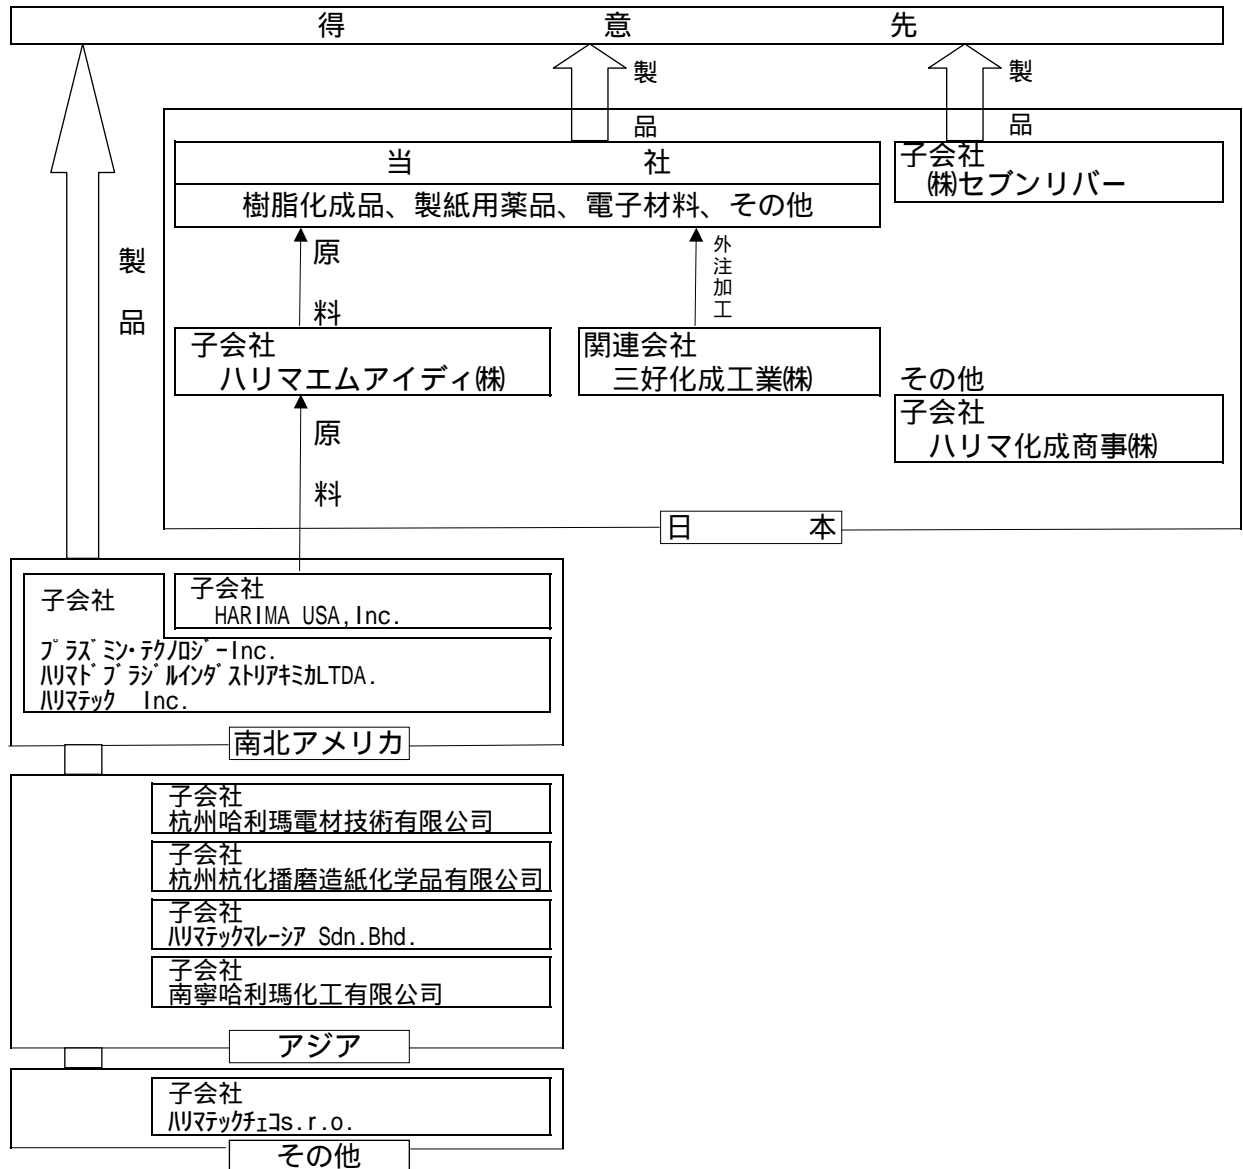 得意先
製品
製品
製品
当社
樹脂化成品、製紙用薬品、電子材料、その他
子会社
㈱セブンリバー
原料
外注加工
子会社
ハリマエムアイディ㈱
関連会社
三好化成工業㈱
その他
子会社
ハリマ化成商事㈱
原料
日本
子会社
子会社
HARIMA USA,Inc.
プラズミン・テクノロジーInc.
ハリマドブラジルインダストリアキミカLTDA.
ハリマテック Inc.
南北アメリカ
子会社
杭州哈利瑪電材技術有限公司
子会社
杭州杭化播磨造紙化学品有限公司
子会社
ハリマテックマレーシア Sdn.Bhd.
子会社
南寧哈利瑪化工有限公司
アジア
子会社
ハリマテックチェコs.r.o.
その他